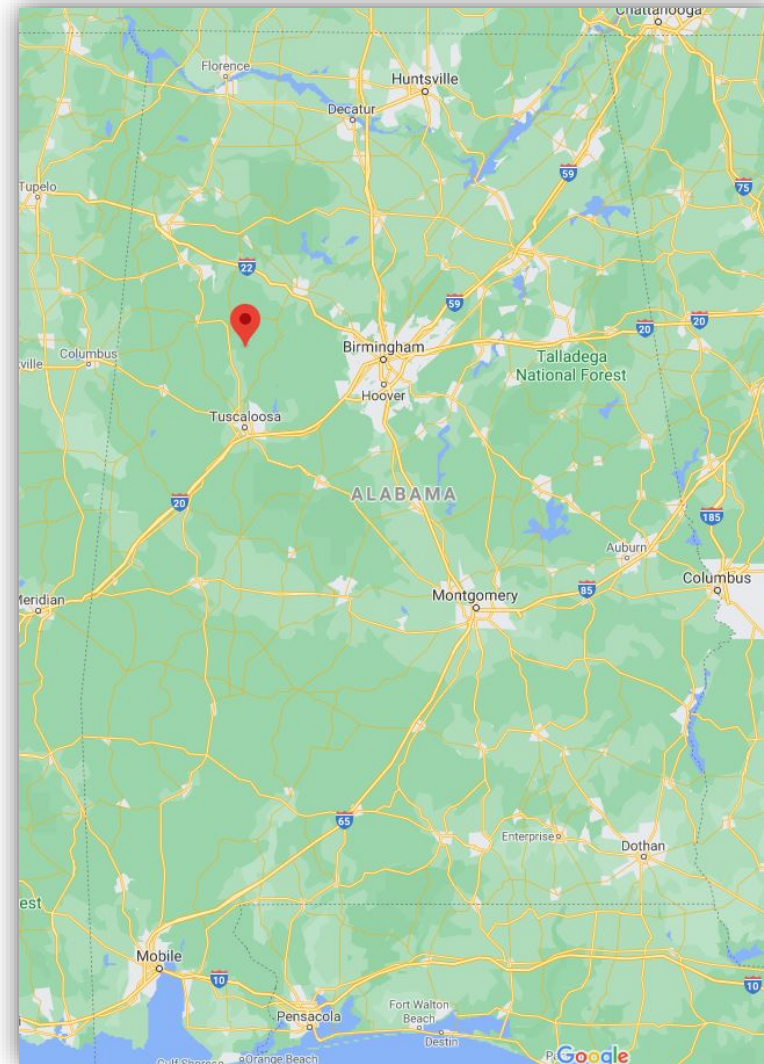 Chattanooga
Florence
Huntsville
Decatur
59
Tupelo
75
22
59
20
20
Birmingham
Columbus
ville
Talladega
National Forest
Hoover
Tuscaloosa
ALABAMA
20
185
Auburn
Columbus
85
Meridian
Montgomery
65
Enterprise
Dothan
est
Mobile
10
10
Fort Walton
Beach
Pensacola
Destin
Google
Orange Beach